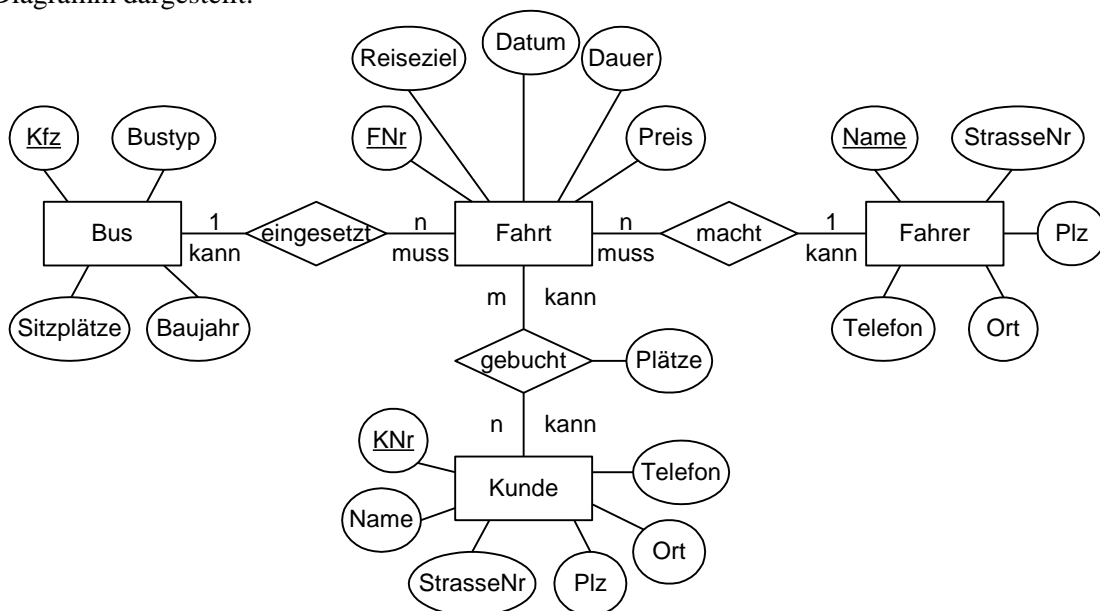 Diagramm dargestellt.
Reiseziel
Datum
Dauer
Kfz
Bustyp
FNr
Preis
Name
StrasseNr
Bus
1
kann
eingesetzt
n
muss
Fahrt
n
muss
macht
1
kann
Fahrer
Plz
Sitzplätze
Baujahr
Telefon
Ort
m
kann
gebucht
Plätze
n
kann
KNr
Kunde
Telefon
Name
Ort
StrasseNr
Plz